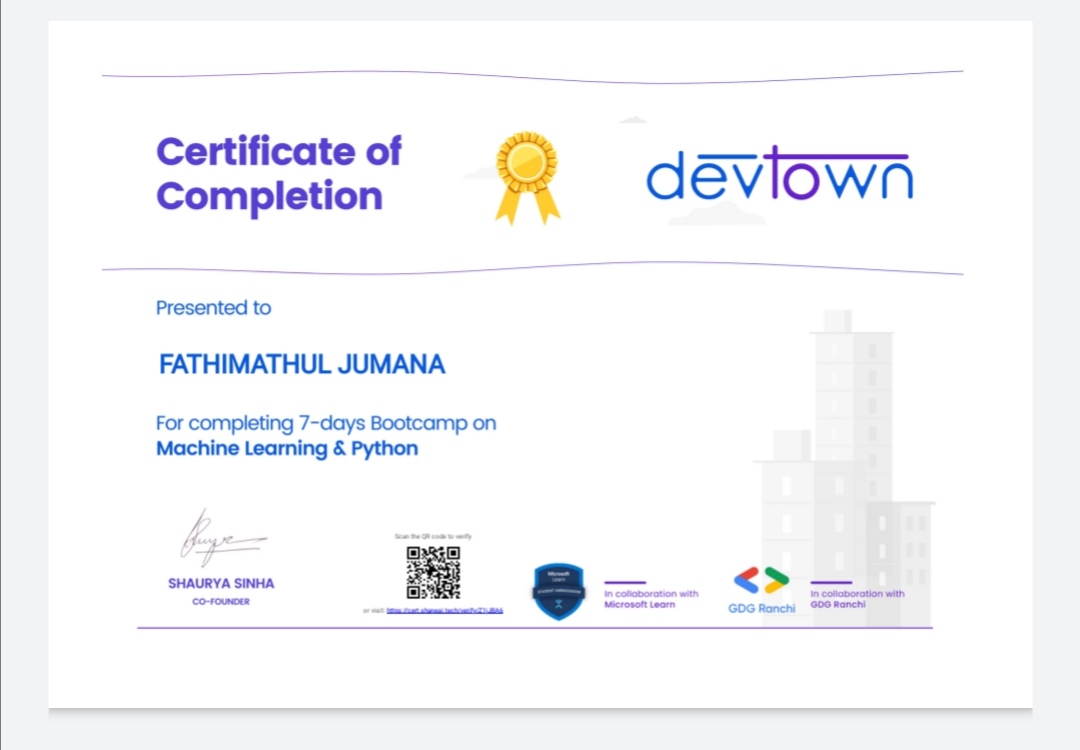 Certificate of
Completion
devtown
Presented to
FATHIMATHUL JUMANA
For completing 7-days Bootcamp on
Machine Learning & Python
SHAURYA SINHA
CO-FOUNDER
Scan the QR code to verify
or visit:
Microsoft
Learn
STUDENT AMBASSADOR
In collaboration with
Microsoft Learn
GDG Ranchi
In collaboration with
GDG Ranchi